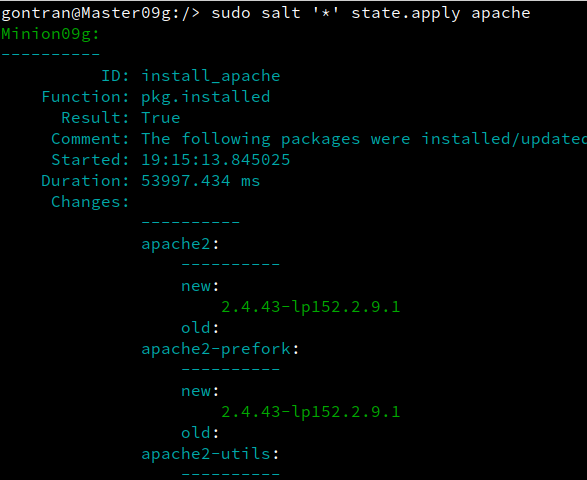 gontran@Master09g:/> sudo salt '*' state.apply apache
Minion09g:
----------
ID: install_apache
Function: pkg.installed
Result: True
Comment: The following packages were installed/updated
Started: 19:15:13.845025
Duration: 53997.434 ms
Changes:
----------
apache2:
----------
new:
2.4.43-lp152.2.9.1
old:
apache2-prefork:
----------
new:
2.4.43-lp152.2.9.1
old:
apache2-utils:
----------